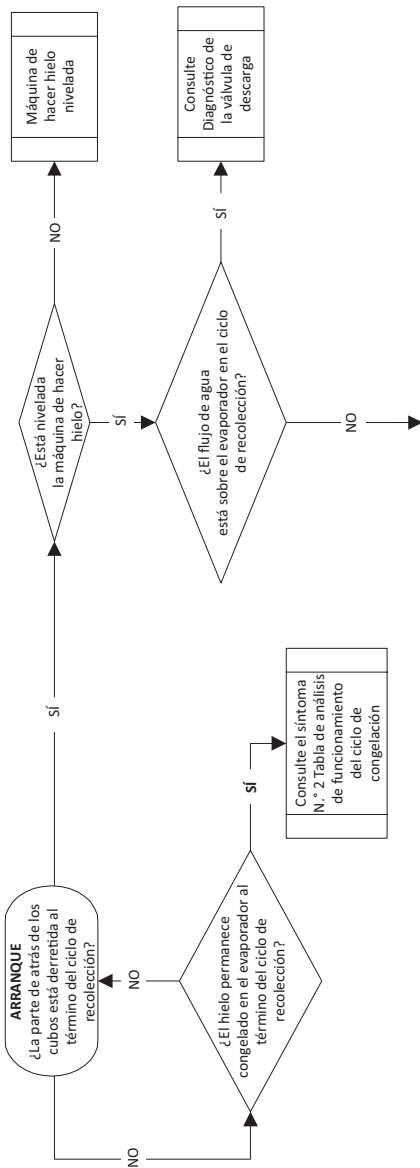 ARRANQUE
¿La parte de atrás de los
cubos está derretida al
término del ciclo de
recolección?
SÍ
¿Está nivelada
la máquina de hacer
hielo?
NO
Máquina de
hacer hielo
nivelada
SÍ
¿El flujo de agua
está sobre el evaporador en el ciclo
de recolección?
SÍ
Consulte
Diagnóstico de
la válvula de
descarga
NO
NO
¿El hielo permanece
congelado en el evaporador al
término del ciclo de
recolección?
NO
SÍ
Consulte el síntoma
N.° 2 Tabla de análisis
de funcionamiento
del ciclo de
congelación